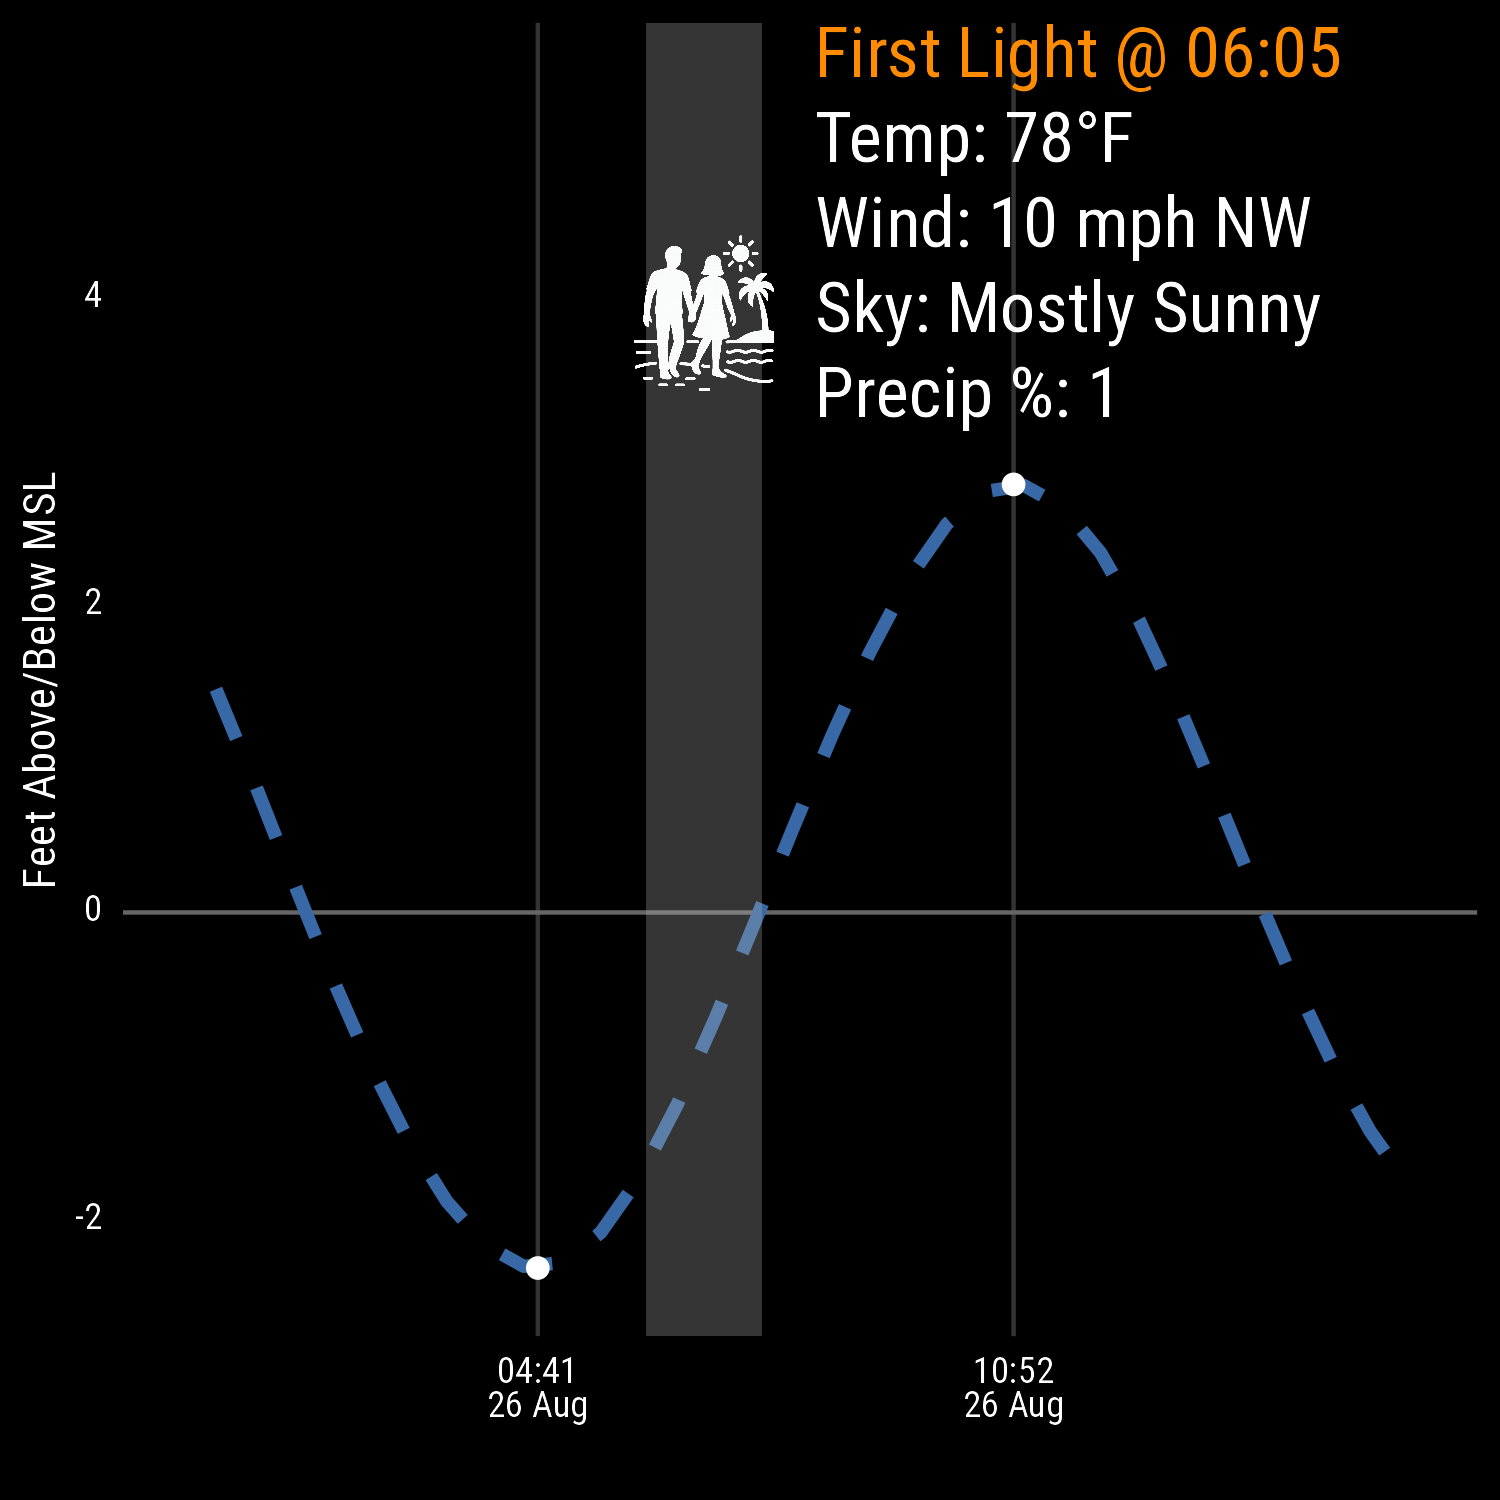 First Light @ 06:05
Temp: 78°F
Wind: 10 mph NW
Sky: Mostly Sunny
Precip %: 1
Feet Above/Below MSL
4
2
0
-2
04:41
26 Aug
10:52
26 Aug